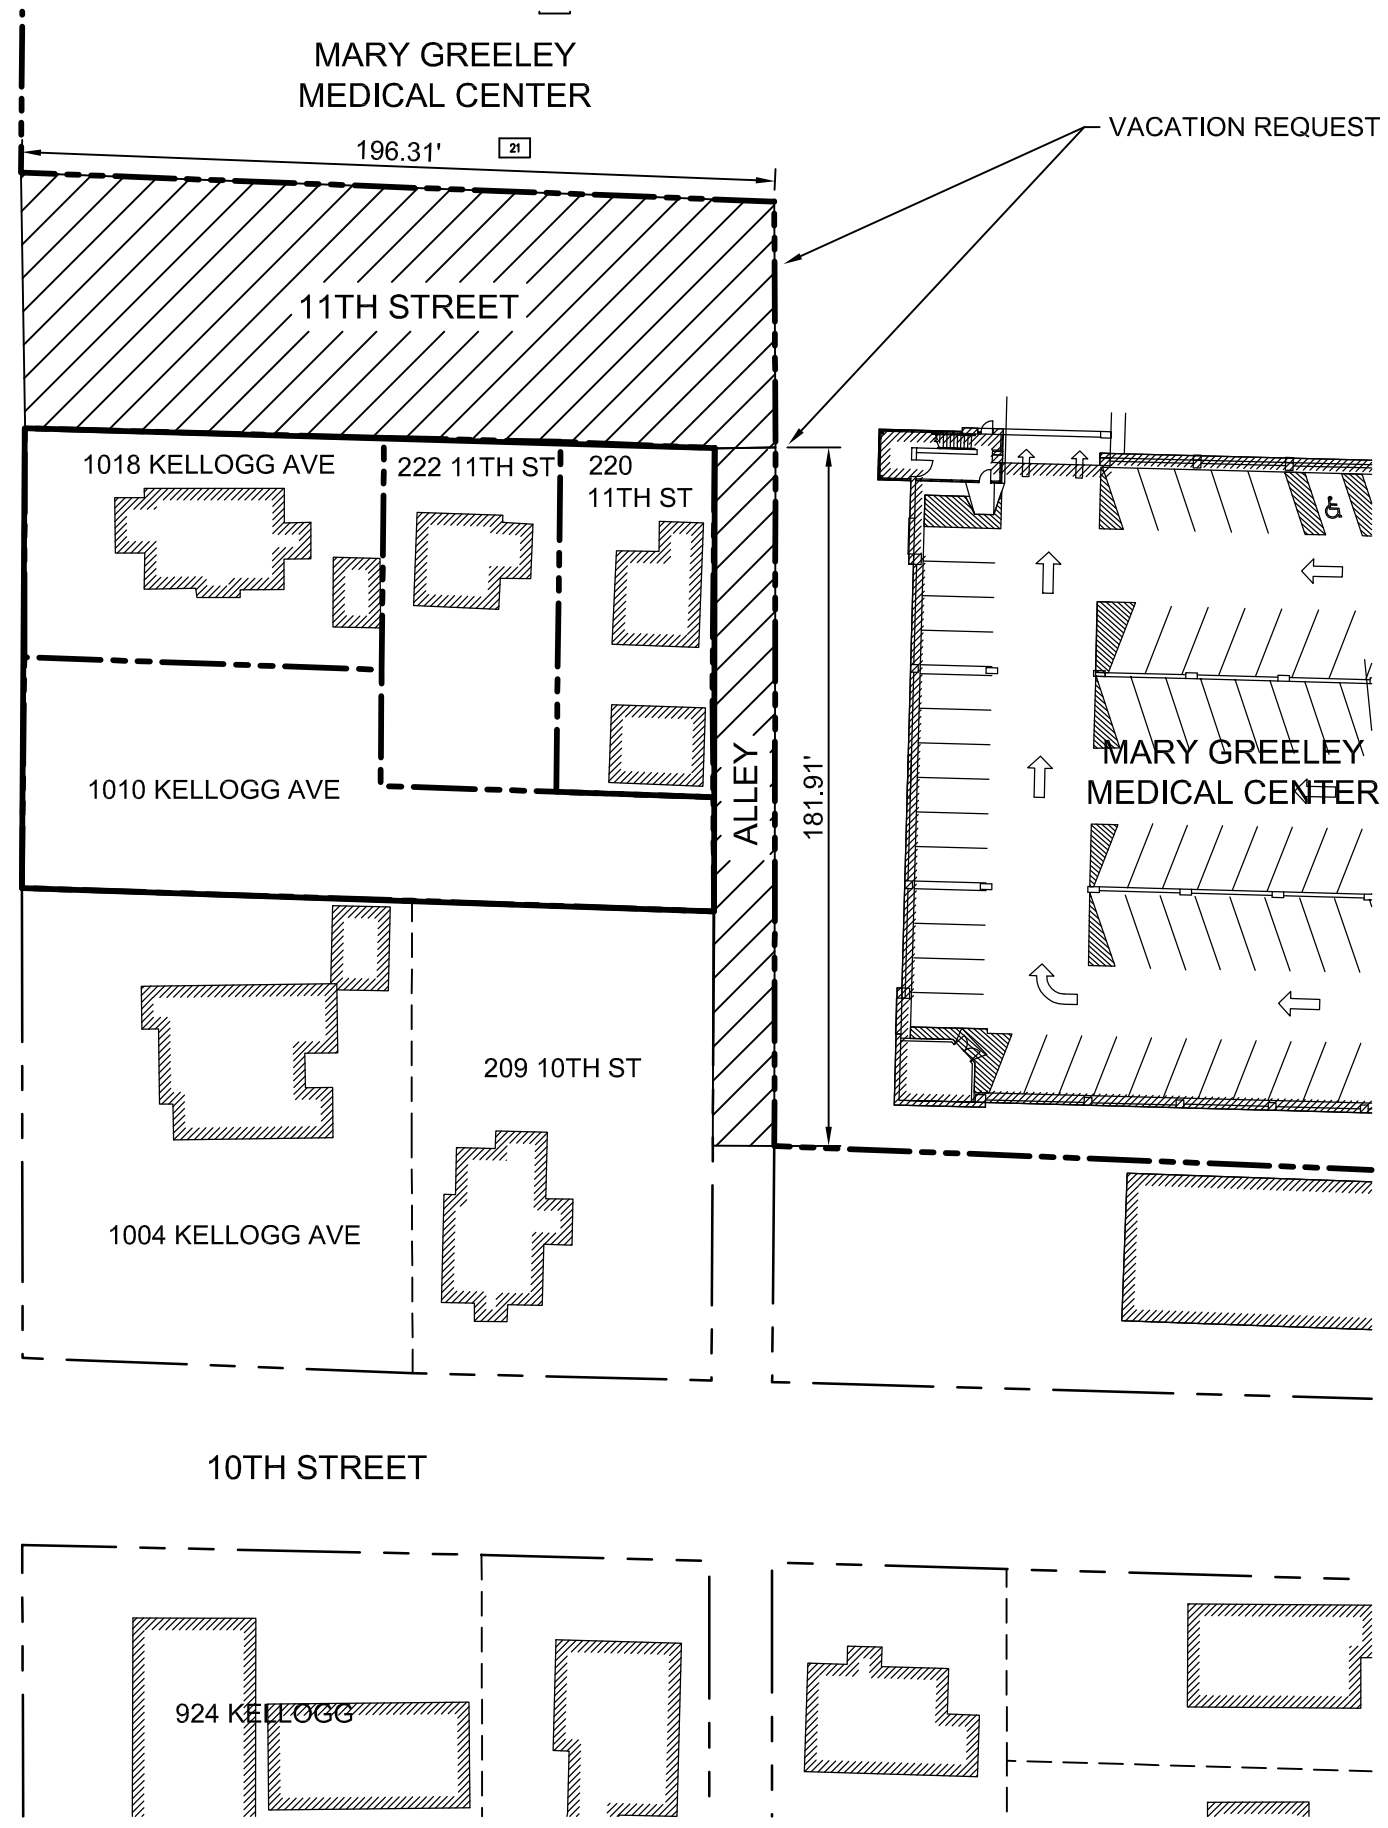 MARY GREELEY
MEDICAL CENTER
VACATION REQUEST
196.31'
21
11TH STREET
1018 KELLOGG AVE
222 11TH ST
220
11TH ST
1010 KELLOGG AVE
ALLEY
181.91'
MARY GREELEY
MEDICAL CENTER
209 10TH ST
1004 KELLOGG AVE
10TH STREET
924 KELLOGG